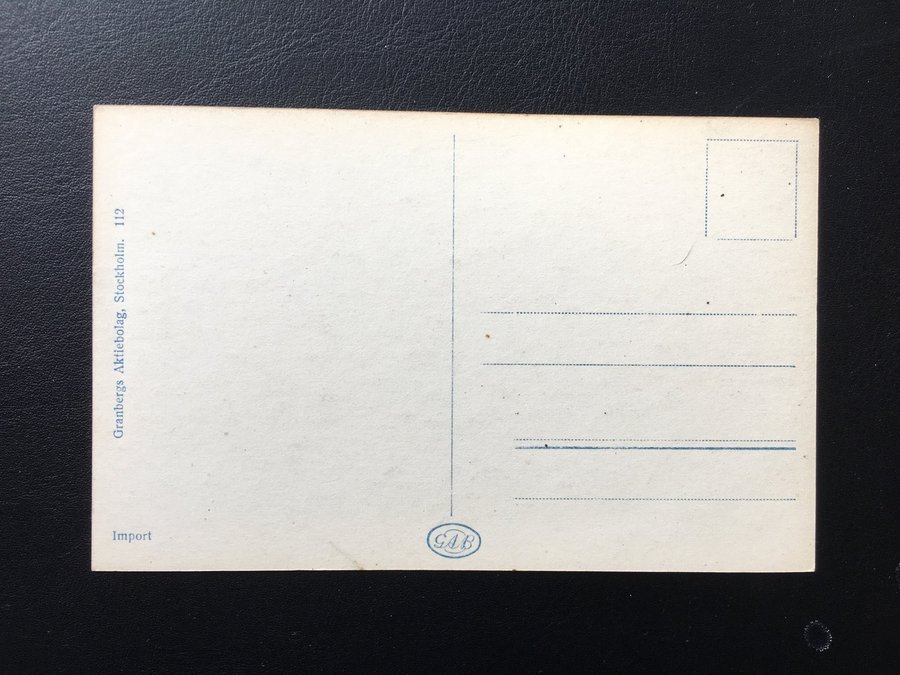 Granbergs Aktiebolag, Stockholm. 112
Import
GAB